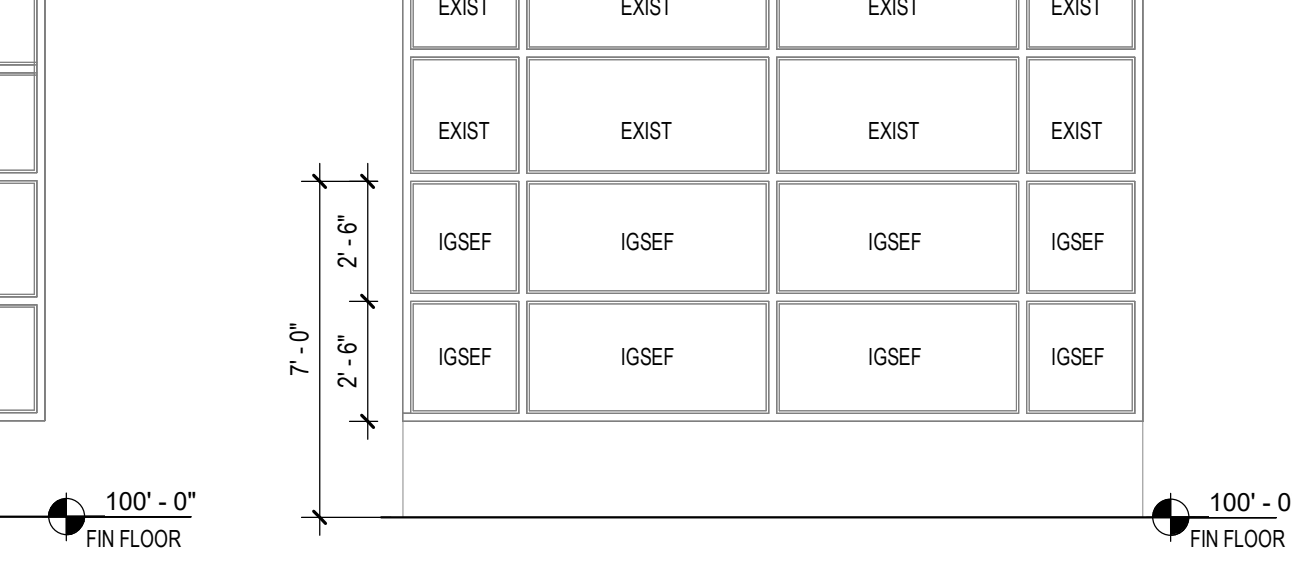 EXIST EXIST EXIST EXIST
EXIST EXIST EXIST EXIST
2' - 6"
IGSEF IGSEF IGSEF IGSEF
7' - 0"
2' - 6"
IGSEF IGSEF IGSEF IGSEF
100' - 0" 100' - 0
FIN FLOOR FIN FLOOR